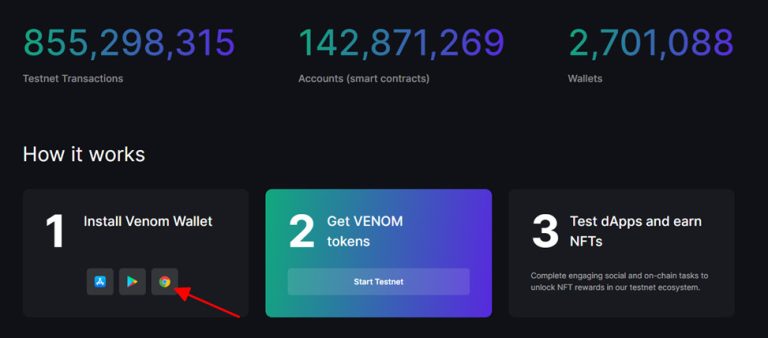 855,298,315
142,871,269
2,701,088
Testnet Transactions
Accounts (smart contracts)
Wallets
How it works
1
Install Venom Wallet
2
Get VENOM
tokens
Start Testnet
3
Test dApps and earn
NFTs
Complete engaging social and on-chain tasks to
unlock NFT rewards in our testnet ecosystem.